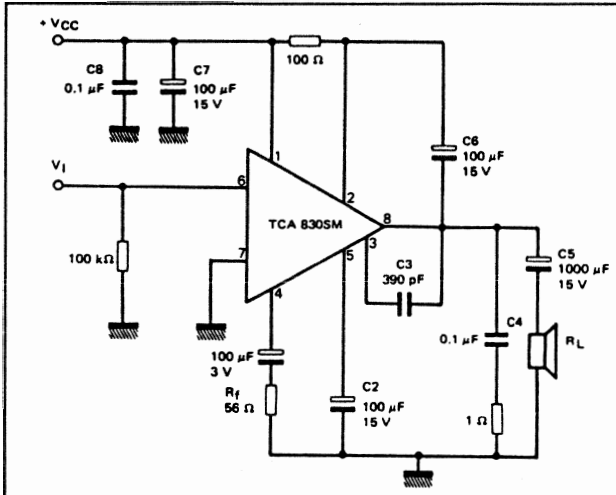 + VCC
C8
0.1 µF
C7
100 µF
15 V
100 Ω
C6
100 µF
15 V
VI
1
2
6
TCA 830SM
8
7
3
5
4
100 kΩ
C3
390 pF
C5
1000 µF
15 V
C4
0.1 µF
RL
100 µF
3 V
Rf
56 Ω
C2
100 µF
15 V
1 Ω